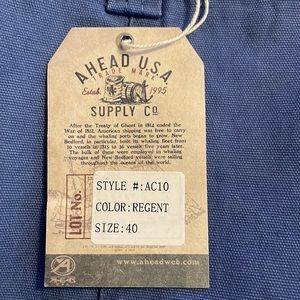 AHEAD U.S.A.
TRADE MARK
Estab. 1995
SUPPLY Co
After the Treaty of Ghent in 1814 ended the
War of 1812, American shipping was free to carry
on and the whaling ports began to grow. New
Bedford, in particular, built its whaling fleet from
vessels in 1815 to 36 vessels five years later.
The bulk of these were employed in whaling
voyages and New Bedford vessels were sailing
throughout the whaling world.
LOT-No.
STYLE #:AC10
COLOR:REGENT
SIZE:40
AHEAD
www.aheadweb.com